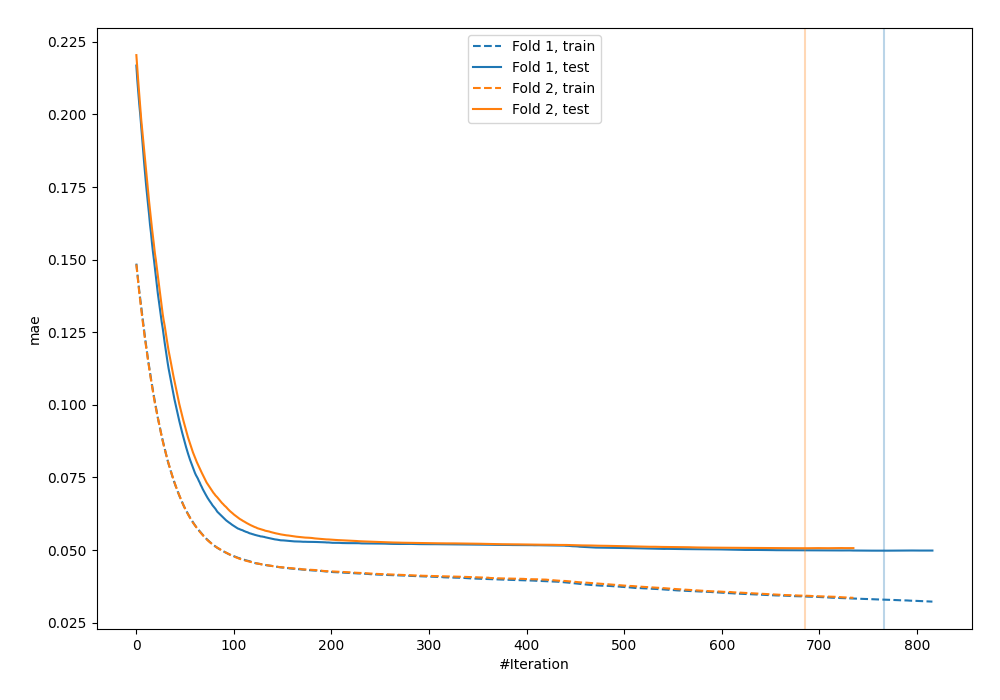 0.225
0.200
0.175
0.150
0.125
0.100
0.075
0.050
0.025
mae
Fold 1, train
Fold 1, test
Fold 2, train
Fold 2, test
0 100 200 300 400 500 600 700 800
#Iteration